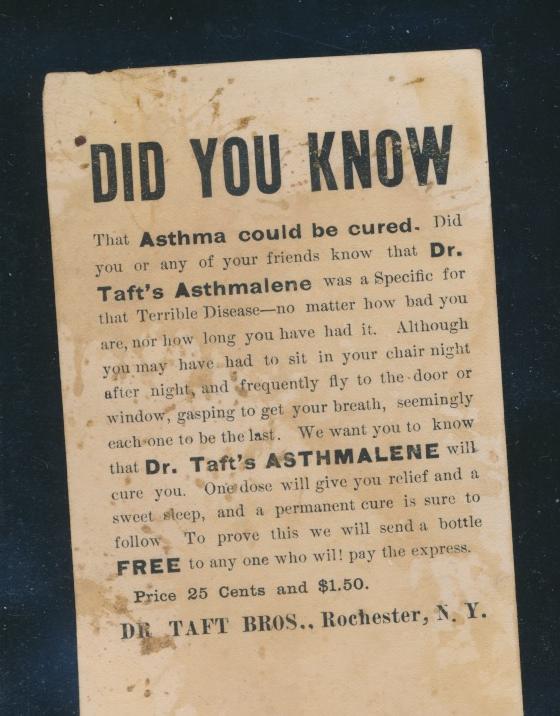 DID YOU KNOW
That Asthma could be cured. Did
you or any of your friends know that Dr.
Taft's Asthmalene was a Specific for
that Terrible Disease—no matter how bad you
are, nor how long you have had it. Although
you may have had to sit in your chair night
after night, and frequently fly to the door or
window, gasping to get your breath, seemingly
each one to be the last. We want you to know
that Dr. Taft's ASTHMALENE will
cure you. One dose will give you relief and a
sweet sleep, and a permanent cure is sure to
follow To prove this we will send a bottle
FREE to any one who will pay the express.
Price 25 Cents and $1.50.
DR TAFT BROS., Rochester, N. Y.